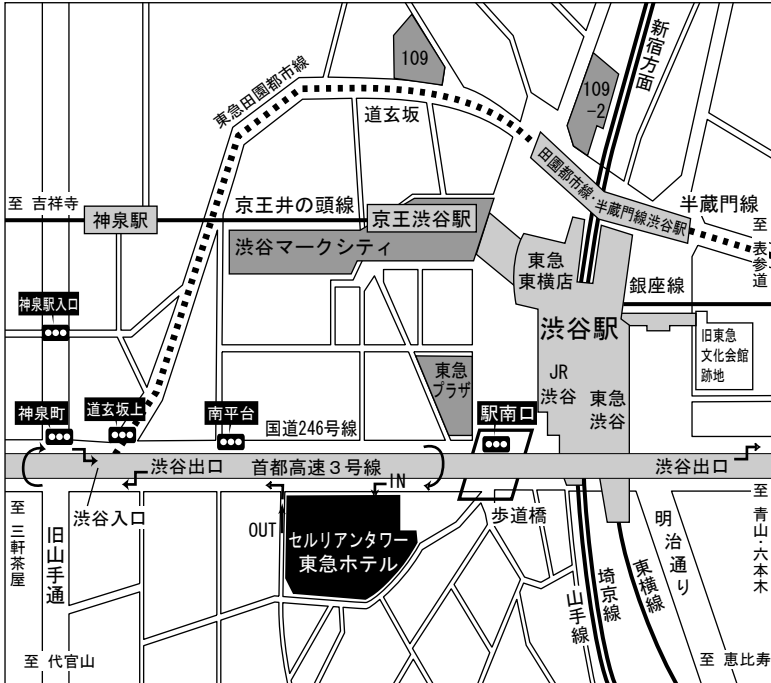 109
新宿方面
109
-2
東急田園都市線
道玄坂
田園都市線・半蔵門線渋谷駅
至 吉祥寺
神泉駅
京王井の頭線
京王渋谷駅
半蔵門線
至 表参道
渋谷マークシティ
東急
東横店
銀座線
神泉駅入口
渋谷駅
旧東急
文化会館
跡地
東急
プラザ
JR
渋谷
東急
渋谷
神泉町
道玄坂上
南平台
駅南口
国道246号線
渋谷出口
首都高速3号線
渋谷出口
IN
渋谷入口
OUT
歩道橋
至 三軒茶屋
旧山手通
セルリアンタワー
東急ホテル
山手線
埼京線
東横線
明治通り
至 青山・六本木
至 代官山
至 恵比寿